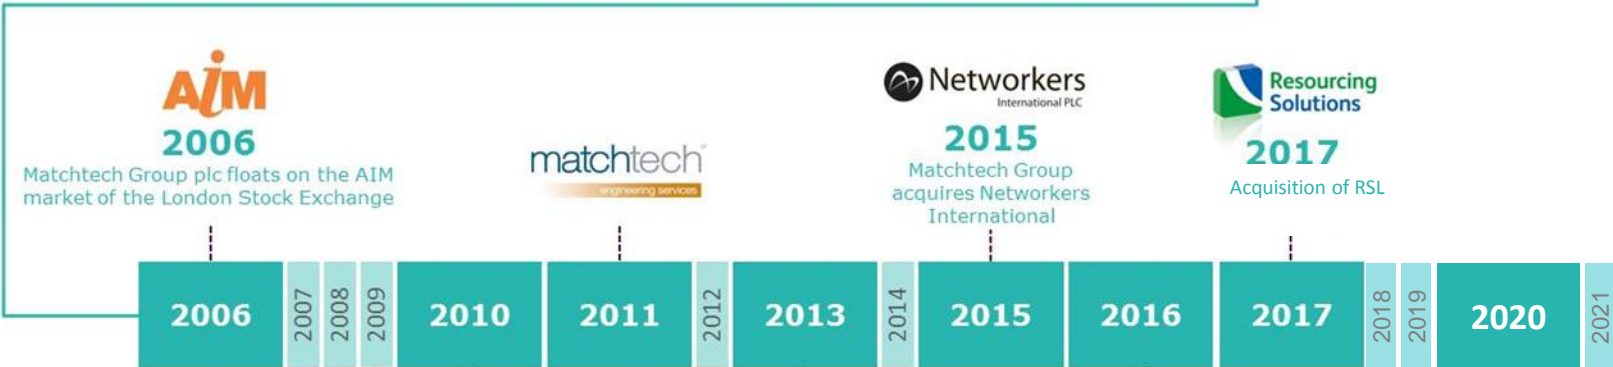 AiM
2006
Matchtech Group plc floats on the AIM
market of the London Stock Exchange
matchtech
engineering services
Networkers
International PLC
2015
Matchtech Group
acquires Networkers
International
Resourcing
Solutions
2017
Acquisition of RSL
2006
2007
2008
2009
2010
2011
2012
2013
2014
2015
2016
2017
2018
2019
2020
2021